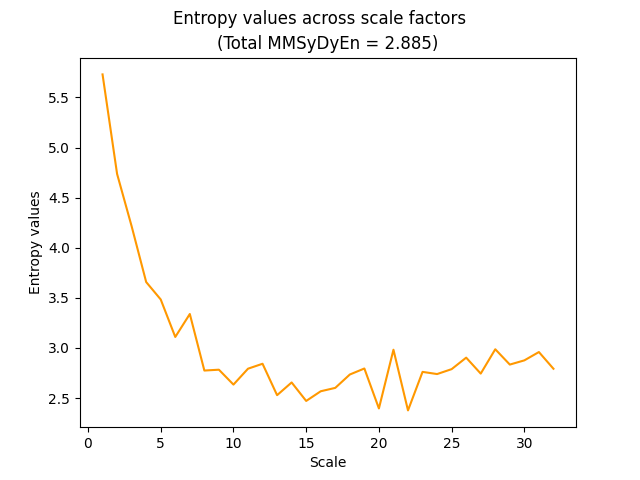 Entropy values across scale factors
(Total MMSyDyEn = 2.885)
5.5
5.0
4.5
4.0
3.5
3.0
2.5
Entropy values
0 5 10 15 20 25 30
Scale